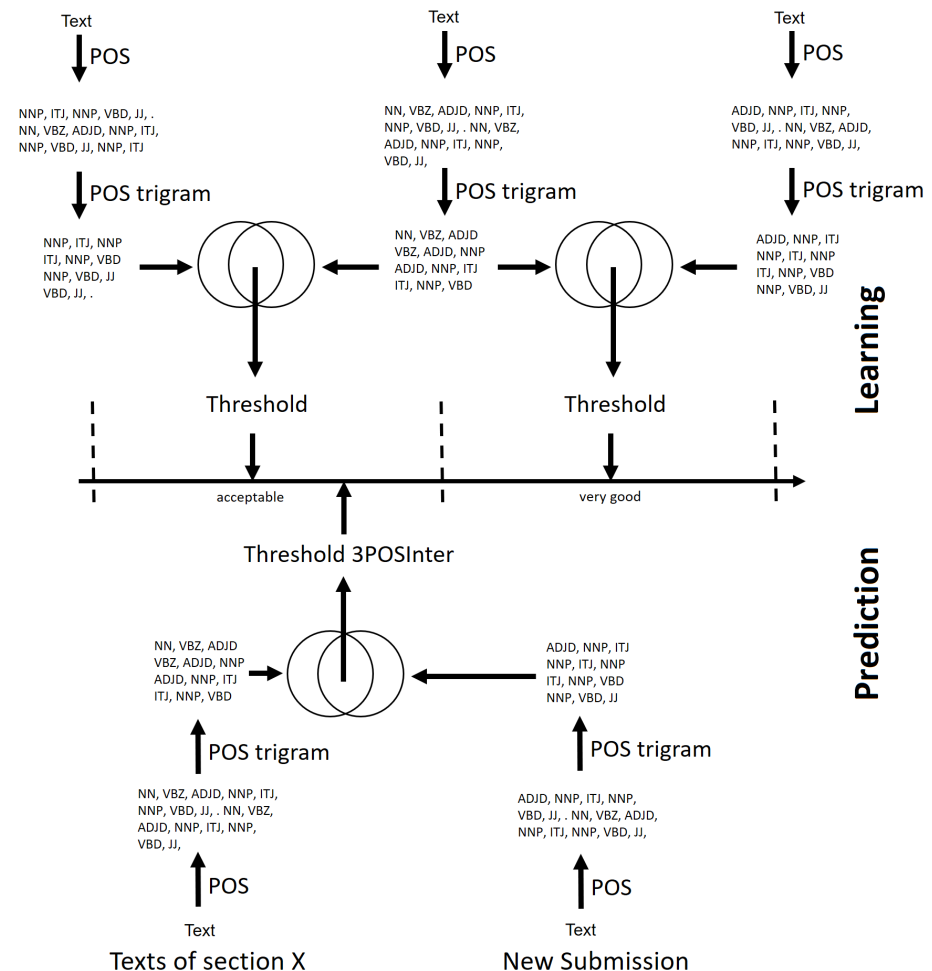 Text
POS
NNP, ITJ, NNP, VBD, JJ, .
NN, VBZ, ADJD, NNP, ITJ,
NNP, VBD, JJ, NNP, ITJ
POS trigram
NNP, ITJ, NNP
ITJ, NNP, VBD
NNP, VBD, JJ
VBD, JJ, .
Text
POS
NN, VBZ, ADJD, NNP, ITJ,
NNP, VBD, JJ, . NN, VBZ,
ADJD, NNP, ITJ, NNP,
VBD, JJ,
POS trigram
NN, VBZ, ADJD
VBZ, ADJD, NNP
ADJD, NNP, ITJ
ITJ, NNP, VBD
Text
POS
ADJD, NNP, ITJ, NNP,
VBD, JJ, . NN, VBZ, ADJD,
NNP, ITJ, NNP, VBD, JJ,
POS trigram
ADJD, NNP, ITJ
NNP, ITJ, NNP
ITJ, NNP, VBD
NNP, VBD, JJ
Learning
Threshold
Threshold
acceptable
very good
Threshold 3POSInter
Prediction
NN, VBZ, ADJD
VBZ, ADJD, NNP
ADJD, NNP, ITJ
ITJ, NNP, VBD
POS trigram
NN, VBZ, ADJD, NNP, ITJ,
NNP, VBD, JJ, . NN, VBZ,
ADJD, NNP, ITJ, NNP,
VBD, JJ,
POS
Text
Texts of section X
ADJD, NNP, ITJ
NNP, ITJ, NNP
ITJ, NNP, VBD
NNP, VBD, JJ
POS trigram
ADJD, NNP, ITJ, NNP,
VBD, JJ, . NN, VBZ, ADJD,
NNP, ITJ, NNP, VBD, JJ,
POS
Text
New Submission